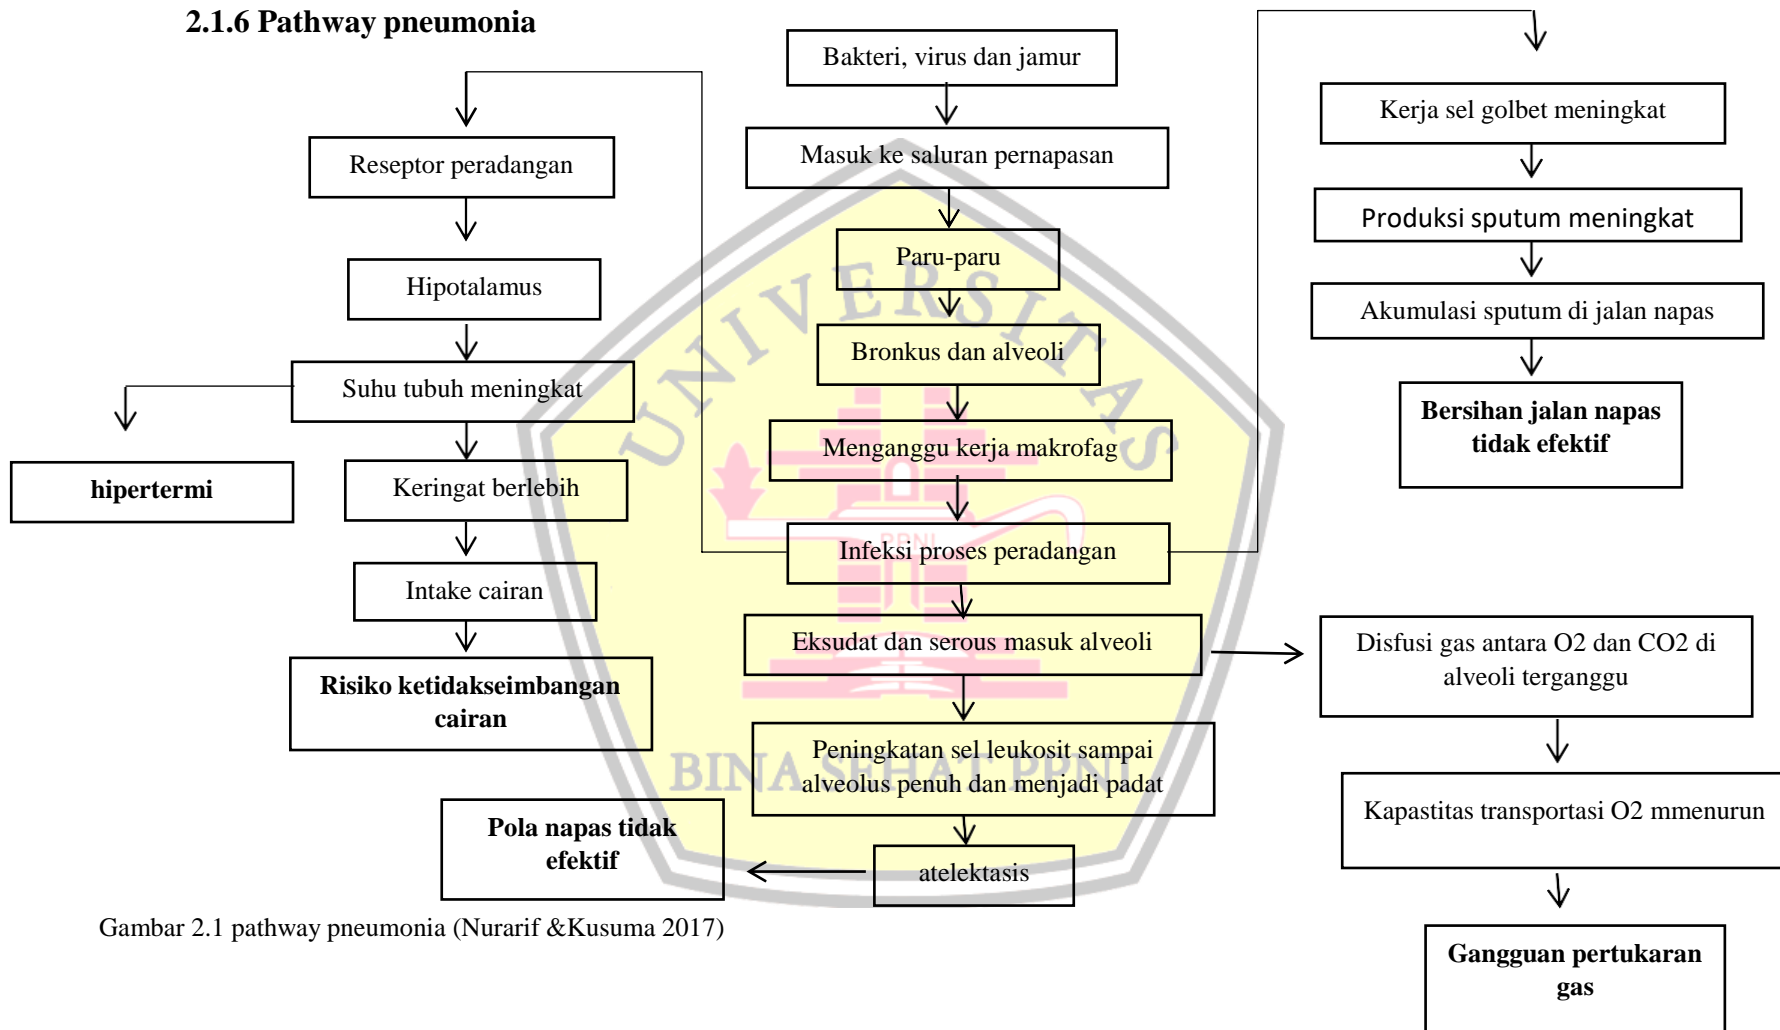 2.1.6 Pathway pneumonia
Bakteri, virus dan jamur
Masuk ke saluran pernapasan
Paru-paru
Bronkus dan alveoli
Menganggu kerja makrofag
Infeksi proses peradangan
Eksudat dan serous masuk alveoli
Peningkatan sel leukosit sampai
alveolus penuh dan menjadi padat
atelektasis
Pola napas tidak
efektif
Reseptor peradangan
Hipotalamus
Suhu tubuh meningkat
hipertermi
Keringat berlebih
Intake cairan
Risiko ketidakseimbangan
cairan
Kerja sel golbet meningkat
Produksi sputum meningkat
Akumulasi sputum di jalan napas
Bersihan jalan napas
tidak efektif
Disfusi gas antara O2 dan CO2 di
alveoli terganggu
Kapastitas transportasi O2 mmenurun
Gangguan pertukaran
gas
UNIVERSITAS
PPNI
BINA SEHAT PPNI
Gambar 2.1 pathway pneumonia (Nurarif &Kusuma 2017)